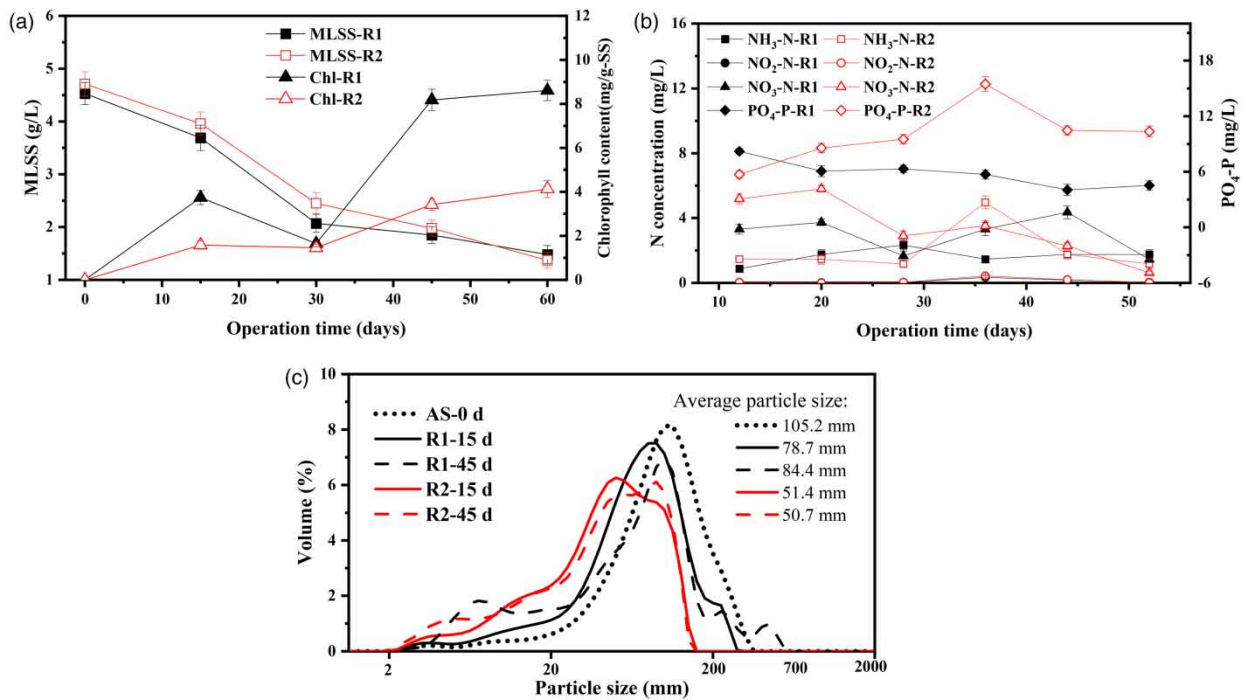 (a)
6
5
4
3
2
1
MLSS (g/L)
MLSS-R1
MLSS-R2
Chl-R1
Chl-R2
12
10
8
6
4
2
0
Chlorophyll content(mg/g-SS)
0 15 30 45 60
Operation time (days)
(b)
16
12
8
4
0
N concentration (mg/L)
NH₃-N-R1 NH₃-N-R2
NO₂-N-R1 NO₂-N-R2
NO₃-N-R1 NO₃-N-R2
PO₄-P-R1 PO₄-P-R2
18
12
6
0
-6
PO₄-P (mg/L)
10 20 30 40 50
Operation time (days)
(c)
10
8
6
4
2
0
Volume (%)
AS-0 d
R1-15 d
R1-45 d
R2-15 d
R2-45 d
Average particle size:
105.2 mm
78.7 mm
84.4 mm
51.4 mm
50.7 mm
2 20 200 700 2000
Particle size (mm)